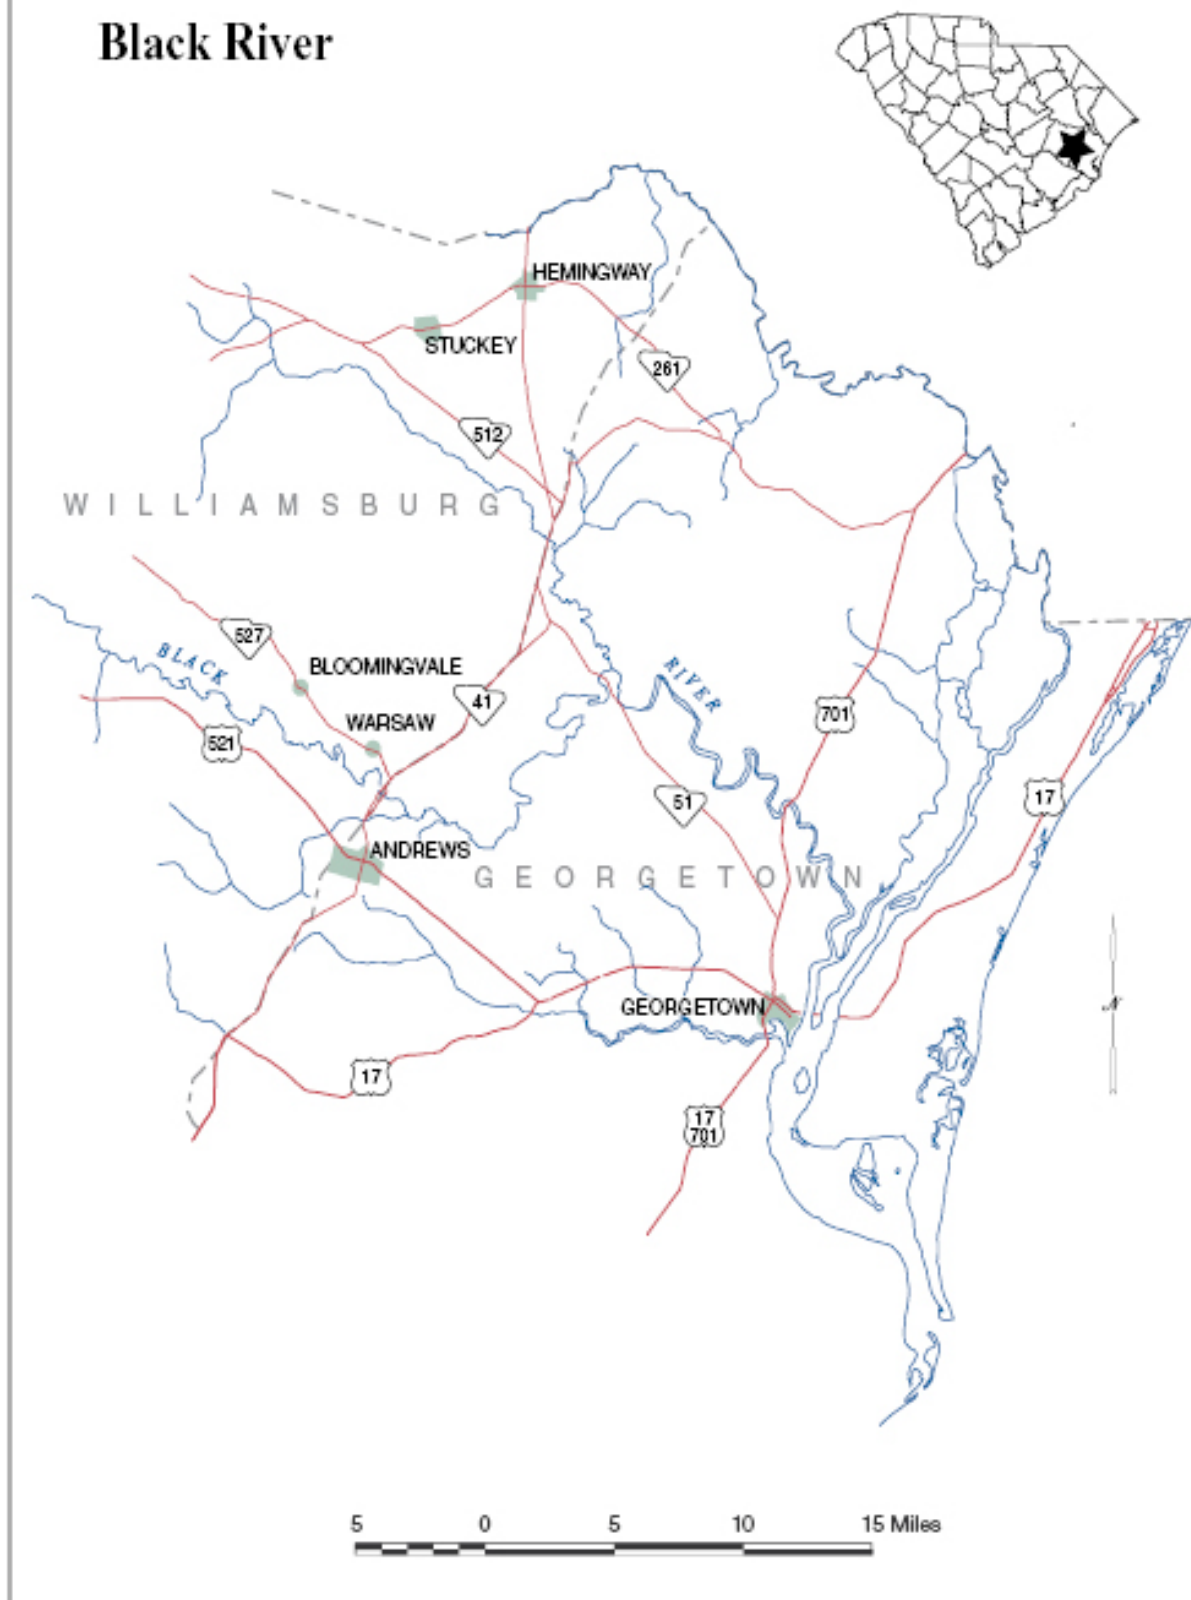 Black River
HEMINGWAY
STUCKEY
261
512
WILLIAMSBURG
527
BLACK
BLOOMINGVALE
RIVER
41
WARSAW
701
521
17
51
ANDREWS
GEORGETOWN
GEORGETOWN
N
17
17
701
5 0 5 10 15 Miles